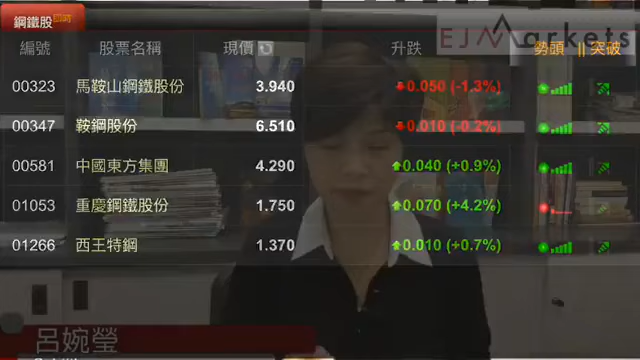 鋼鐵股
EJ Markets
編號 股票名稱 現價 升跌 勢頭 || 突破
00323 馬鞍山鋼鐵股份 3.940 0.050 (-1.3%)
00347 鞍鋼股份 6.510 0.010 (-0.2%)
00581 中國東方集團 4.290 0.040 (+0.9%)
01053 重慶鋼鐵股份 1.750 0.070 (+4.2%)
01266 西王特鋼 1.370 0.010 (+0.7%)
呂婉瑩